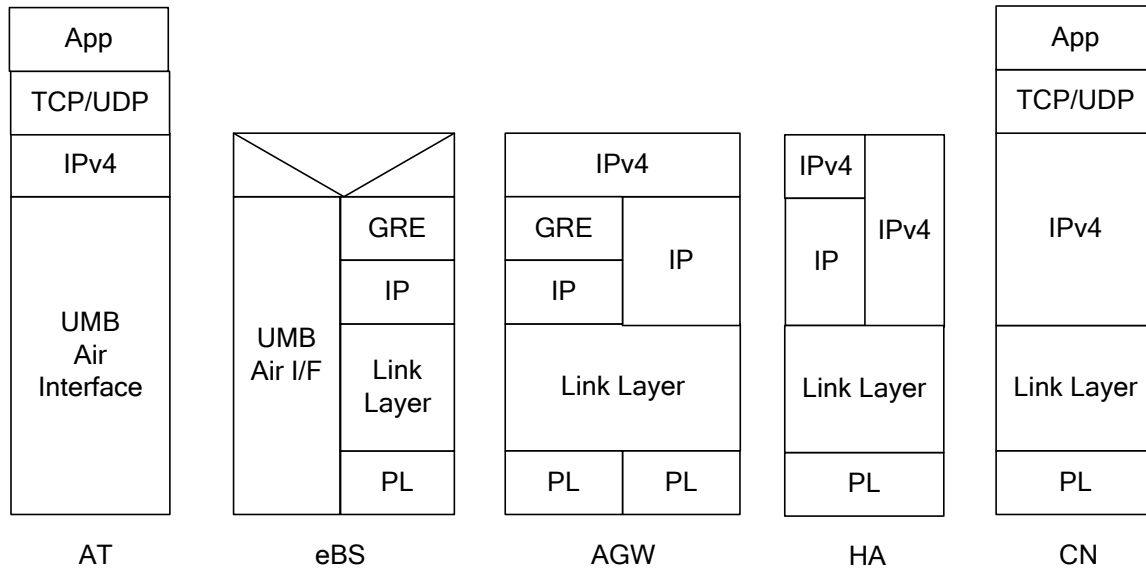 App
TCP/UDP
IPv4
UMB
Air
Interface
AT
UMB
Air I/F
GRE
IP
Link
Layer
PL
eBS
IPv4
GRE
IP
IP
Link Layer
PL
PL
AGW
IPv4
IP
IPv4
Link Layer
PL
HA
App
TCP/UDP
IPv4
Link Layer
PL
CN